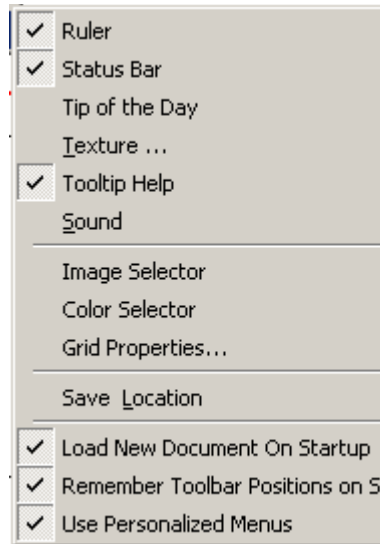 Ruler
Status Bar
Tip of the Day
Texture ...
Tooltip Help
Sound
Image Selector
Color Selector
Grid Properties...
Save Location
Load New Document On Startup
Remember Toolbar Positions on S
Use Personalized Menus